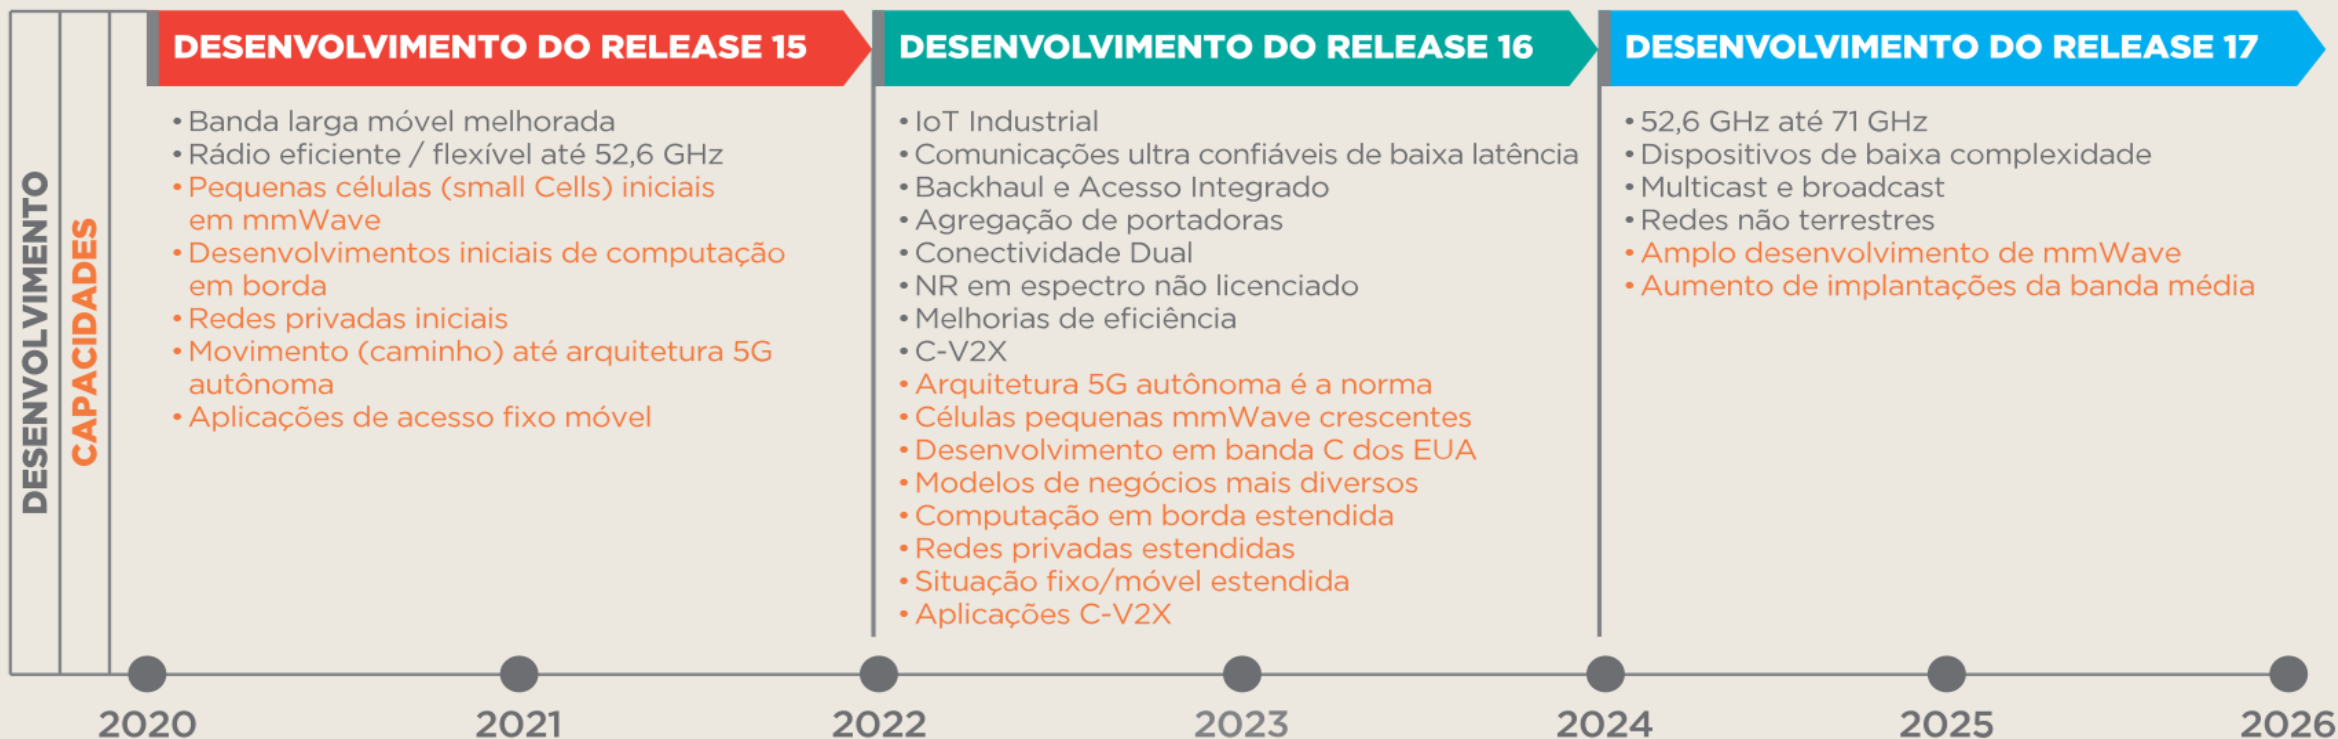 DESENVOLVIMENTO
CAPACIDADES
DESENVOLVIMENTO DO RELEASE 15
• Banda larga móvel melhorada
• Rádio eficiente / flexível até 52,6 GHz
• Pequenas células (small Cells) iniciais
em mmWave
• Desenvolvimentos iniciais de computação
em borda
• Redes privadas iniciais
• Movimento (caminho) até arquitetura 5G
autônoma
• Aplicações de acesso fixo móvel
DESENVOLVIMENTO DO RELEASE 16
• IoT Industrial
• Comunicações ultra confiáveis de baixa latência
• Backhaul e Acesso Integrado
• Agregação de portadoras
• Conectividade Dual
• NR em espectro não licenciado
• Melhorias de eficiência
• C-V2X
• Arquitetura 5G autônoma é a norma
• Células pequenas mmWave crescentes
• Desenvolvimento em banda C dos EUA
• Modelos de negócios mais diversos
• Computação em borda estendida
• Redes privadas estendidas
• Situação fixo/móvel estendida
• Aplicações C-V2X
DESENVOLVIMENTO DO RELEASE 17
• 52,6 GHz até 71 GHz
• Dispositivos de baixa complexidade
• Multicast e broadcast
• Redes não terrestres
• Amplo desenvolvimento de mmWave
• Aumento de implantações da banda média
2020
2021
2022
2023
2024
2025
2026